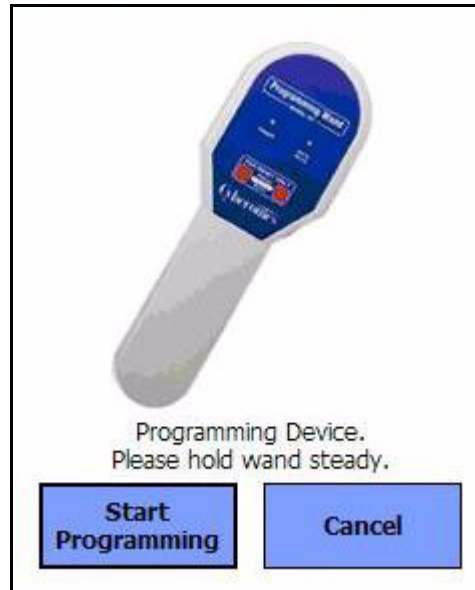 Programming Wand
Cyberonics
Programming Device.
Please hold wand steady.
Start
Programming
Cancel